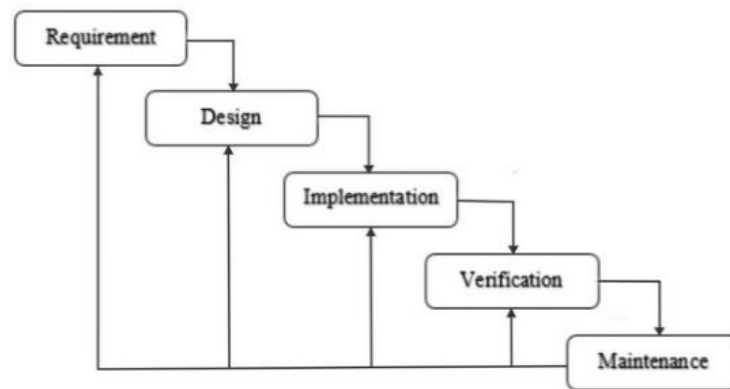 Requirement
Design
Implementation
Verification
Maintenance